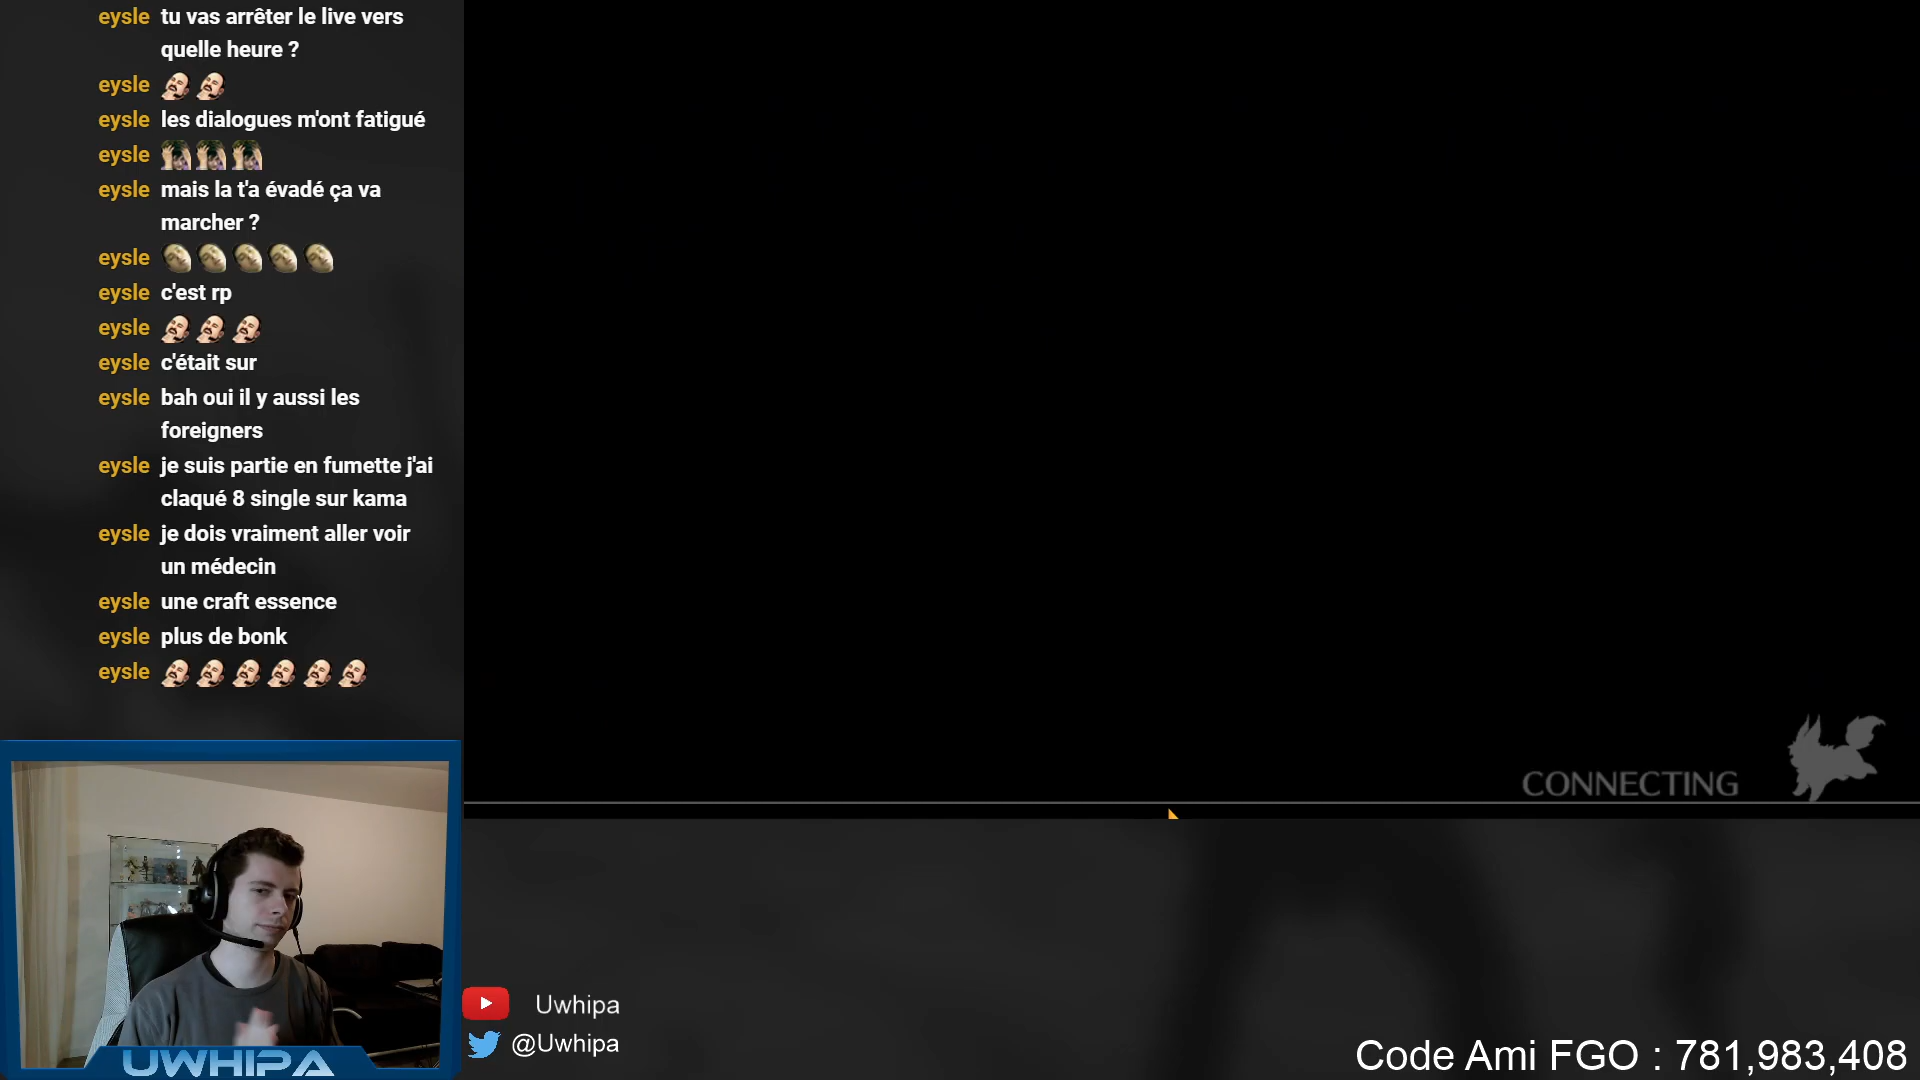 eysle tu vas arrêter le live vers
quelle heure ?
eysle
eysle les dialogues m'ont fatigué
eysle
eysle mais la t'a évadé ça va
marcher ?
eysle
eysle c'est rp
eysle
eysle c'était sur
eysle bah oui il y aussi les
foreigners
eysle je suis partie en fumette j'ai
claqué 8 single sur kama
eysle je dois vraiment aller voir
un médecin
eysle une craft essence
eysle plus de bonk
eysle
CONNECTING
UWHIPA
Uwhipa
@Uwhipa
Code Ami FGO : 781,983,408